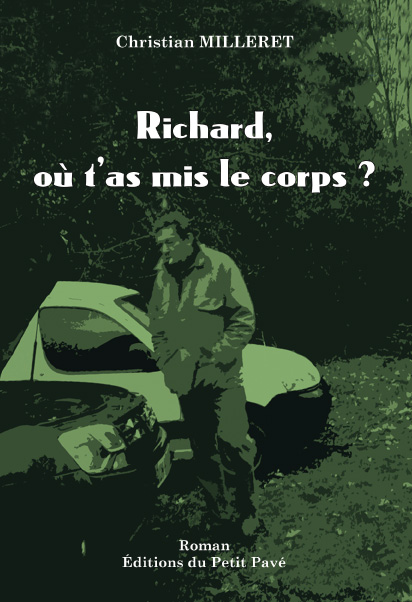 Christian MILLERET
Richard,
où t'as mis le corps ?
Roman
Éditions du Petit Pavé